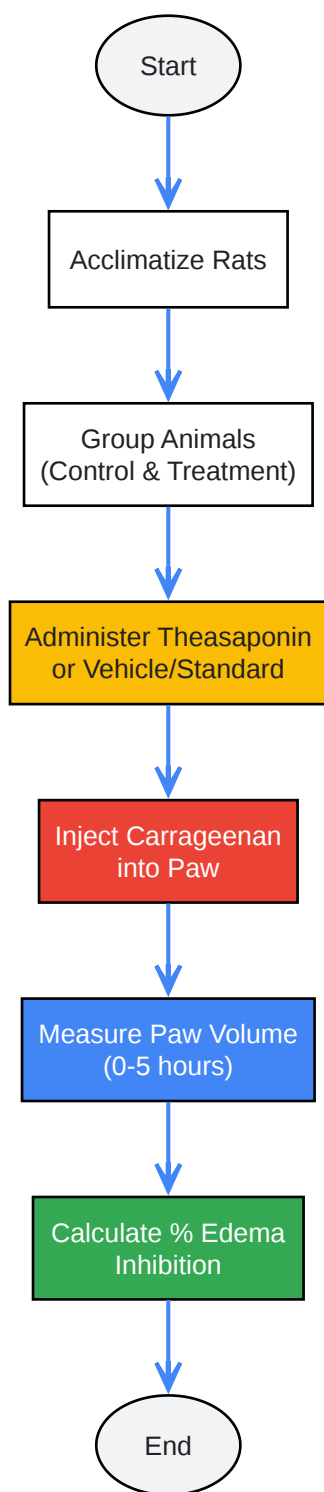 Start
Acclimatize Rats
Group Animals
(Control & Treatment)
Administer Theasaponin
or Vehicle/Standard
Inject Carrageenan
into Paw
Measure Paw Volume
(0-5 hours)
Calculate % Edema
Inhibition
End